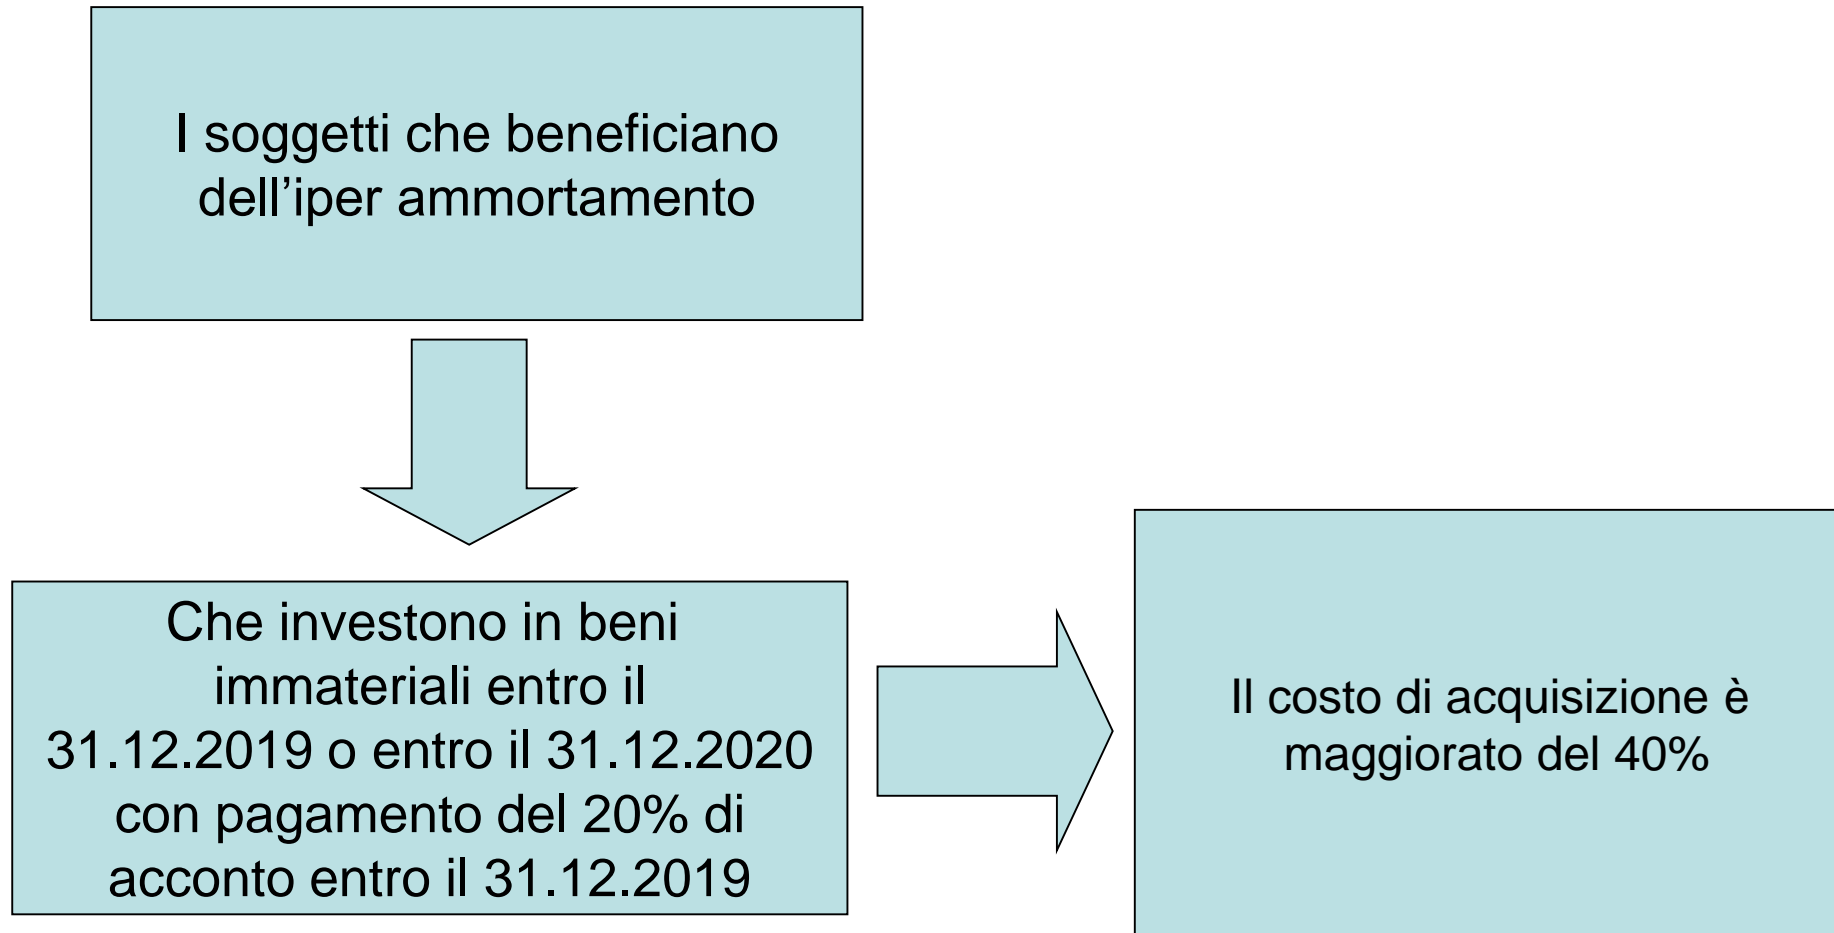 I soggetti che beneficiano
dell’iper ammortamento
Che investono in beni
immateriali entro il
31.12.2019 o entro il 31.12.2020
con pagamento del 20% di
acconto entro il 31.12.2019
Il costo di acquisizione è
maggiorato del 40%